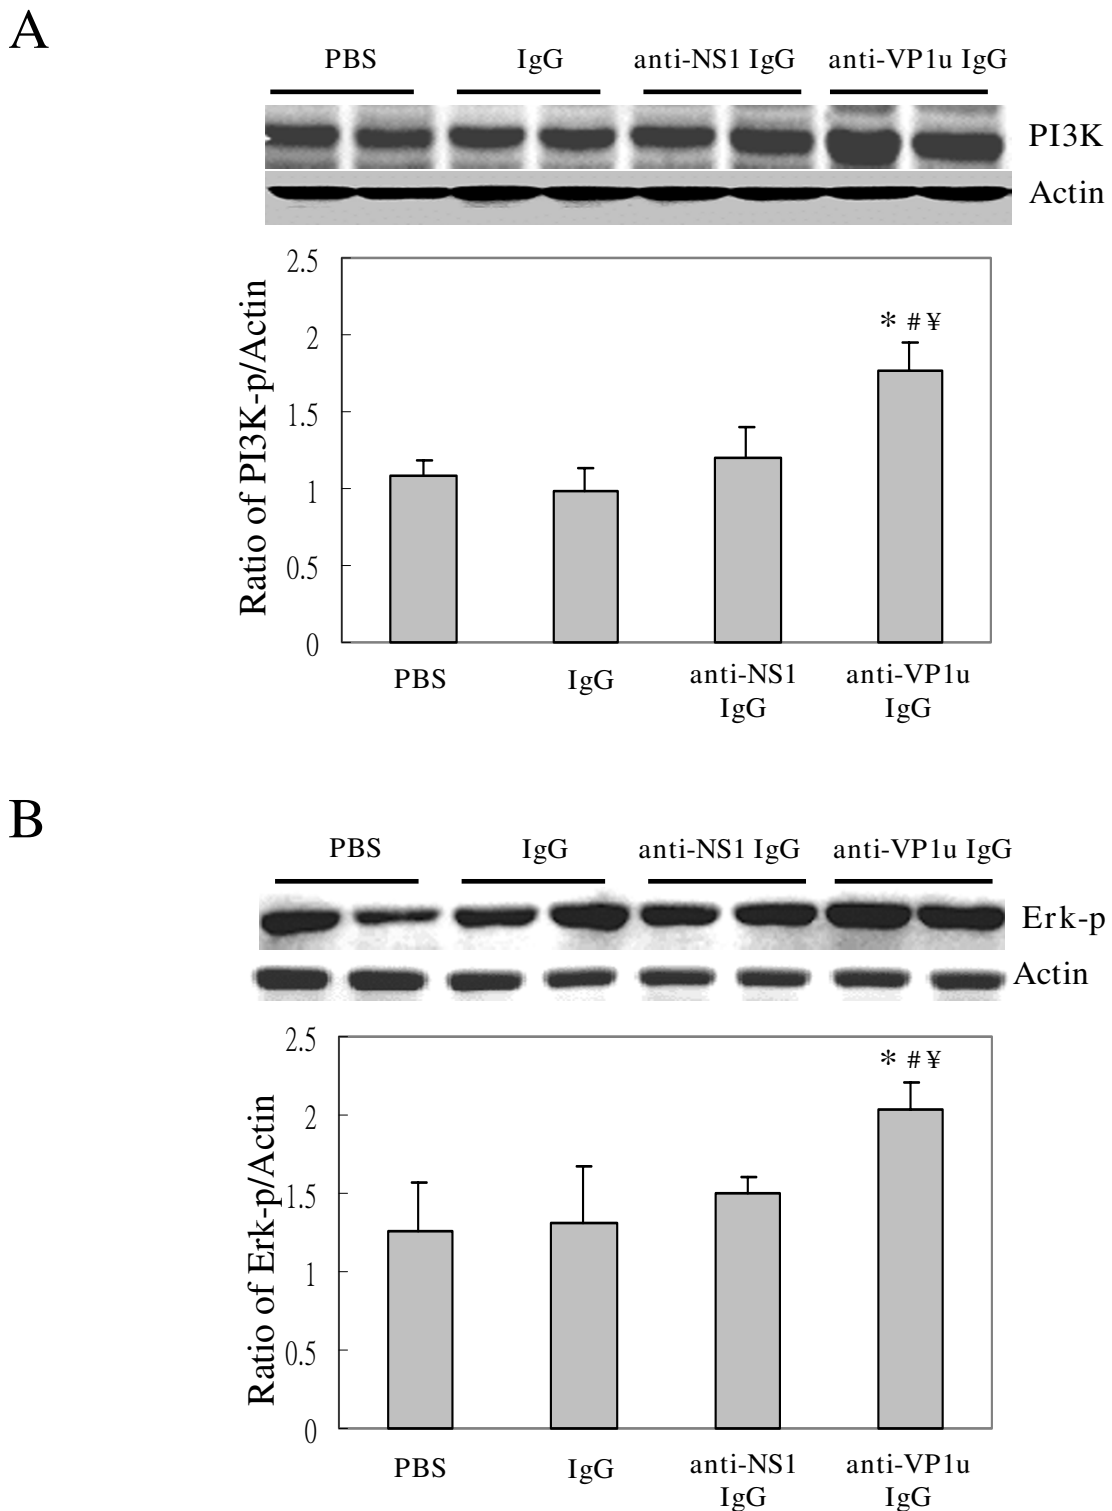 A
PBS IgG anti-NS1 IgG anti-VP1u IgG
PI3K
Actin
Ratio of PI3K-p/Actin
2.5
2
1.5
1
0.5
0
* # ¥
PBS IgG anti-NS1 IgG anti-VP1u IgG
B
PBS IgG anti-NS1 IgG anti-VP1u IgG
Erk-p
Actin
Ratio of Erk-p/Actin
2.5
2
1.5
1
0.5
0
* # ¥
PBS IgG anti-NS1 IgG anti-VP1u IgG